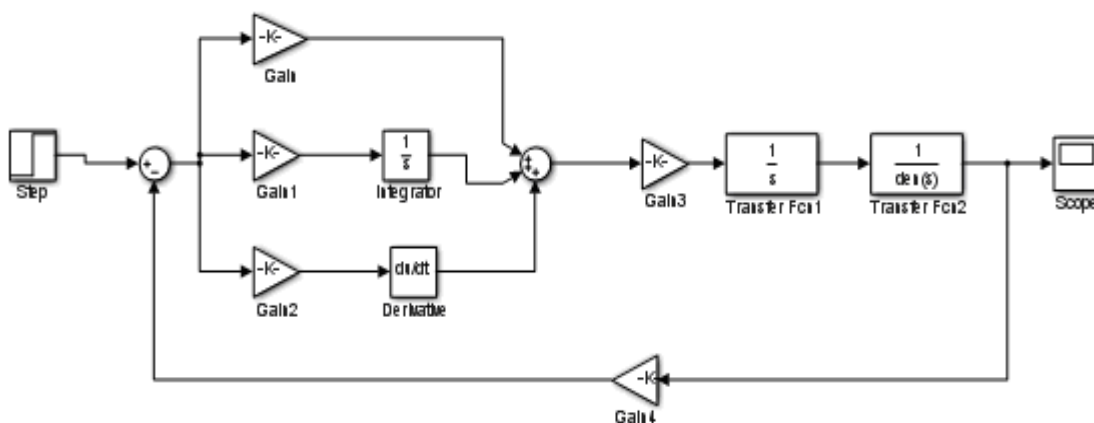 -K-
Gain
Step
+
-
-K-
Gain1
1
s
Integrator
+
+
+
-K-
Gain3
1
s
Transfer Fcn1
1
den(s)
Transfer Fcn2
Scope
-K-
Gain2
du/dt
Derivative
-K-
Gain4